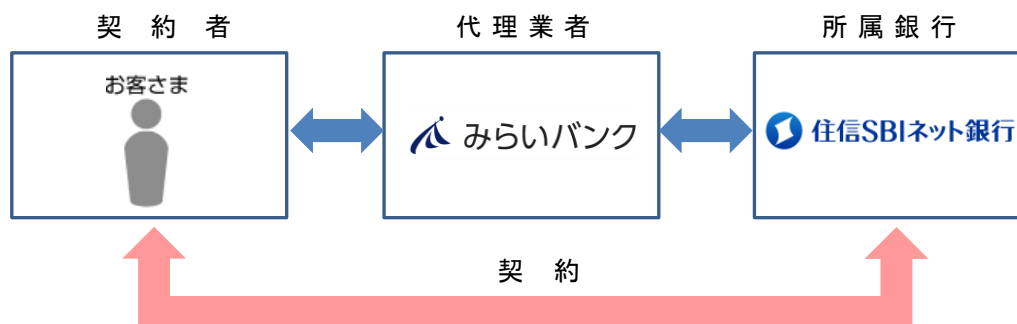 契約者
代理業者
所属銀行
お客さま
みらいバンク
住信SBIネット銀行
契約